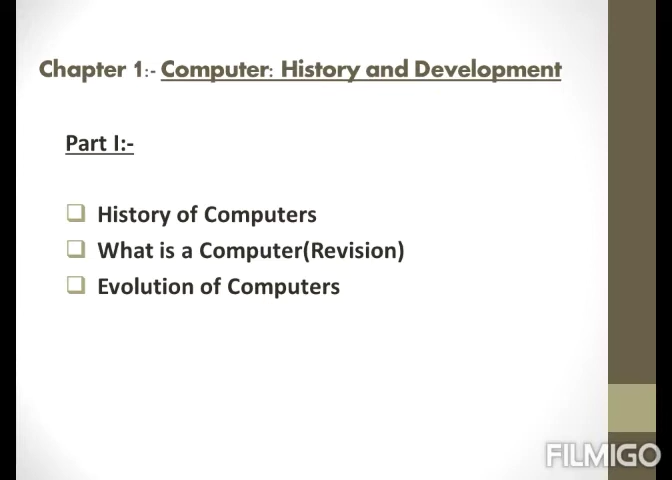 Chapter 1:- Computer: History and Development
Part I:-
History of Computers
What is a Computer(Revision)
Evolution of Computers
FILMIGO